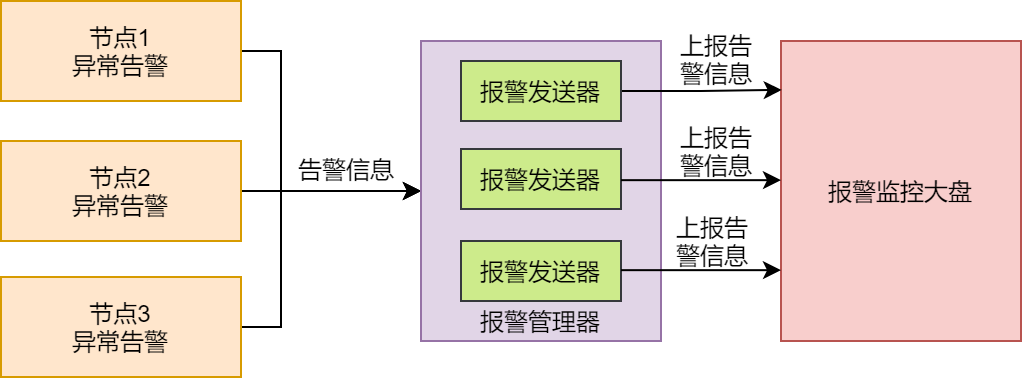 节点1
异常告警
节点2
异常告警
节点3
异常告警
告警信息
报警发送器
报警发送器
报警发送器
报警管理器
上报告
警信息
上报告
警信息
上报告
警信息
报警监控大盘